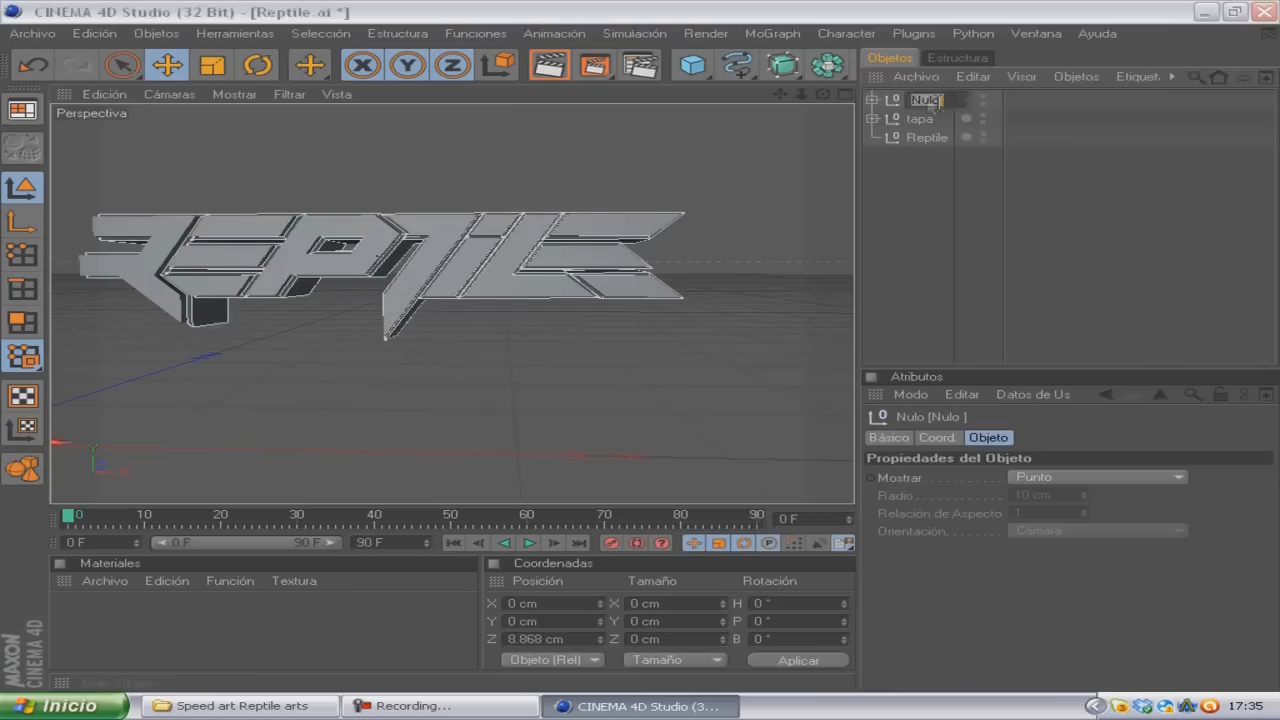 CINEMA 4D Studio (32 Bit) - [Reptile.ai *]
Archivo Edición Objetos Herramientas Selección Estructura Funciones Animación Simulación Render MoGraph Character Plugins Python Ventana Ayuda
X Y Z
Objetos Estructura
Archivo Editar Visor Objetos Etiquet
Edición Cámaras Mostrar Filtrar Vista
Perspectiva
Nulo
tapa
Reptile
REPTILE
Y
Atributos
Modo Editar Datos de Us
Nulo [Nulo ]
Básico Coord. Objeto
Propiedades del Objeto
Mostrar Punto
Radio 10 cm
Relación de Aspecto 1
Orientación Cámara
0 10 20 30 40 50 60 70 80 90 0 F
0 F 0 F 90 F 90 F
Materiales
Archivo Edición Función Textura
Coordenadas
Posición Tamaño Rotación
X 0 cm X 0 cm H 0 °
Y 0 cm Y 0 cm P 0 °
Z 8.868 cm Z 0 cm B 0 °
Objeto (Rel) Tamaño Aplicar
MAXON
CINEMA 4D
Inicio Speed art Reptile arts Recording... CINEMA 4D Studio (3... 17:35